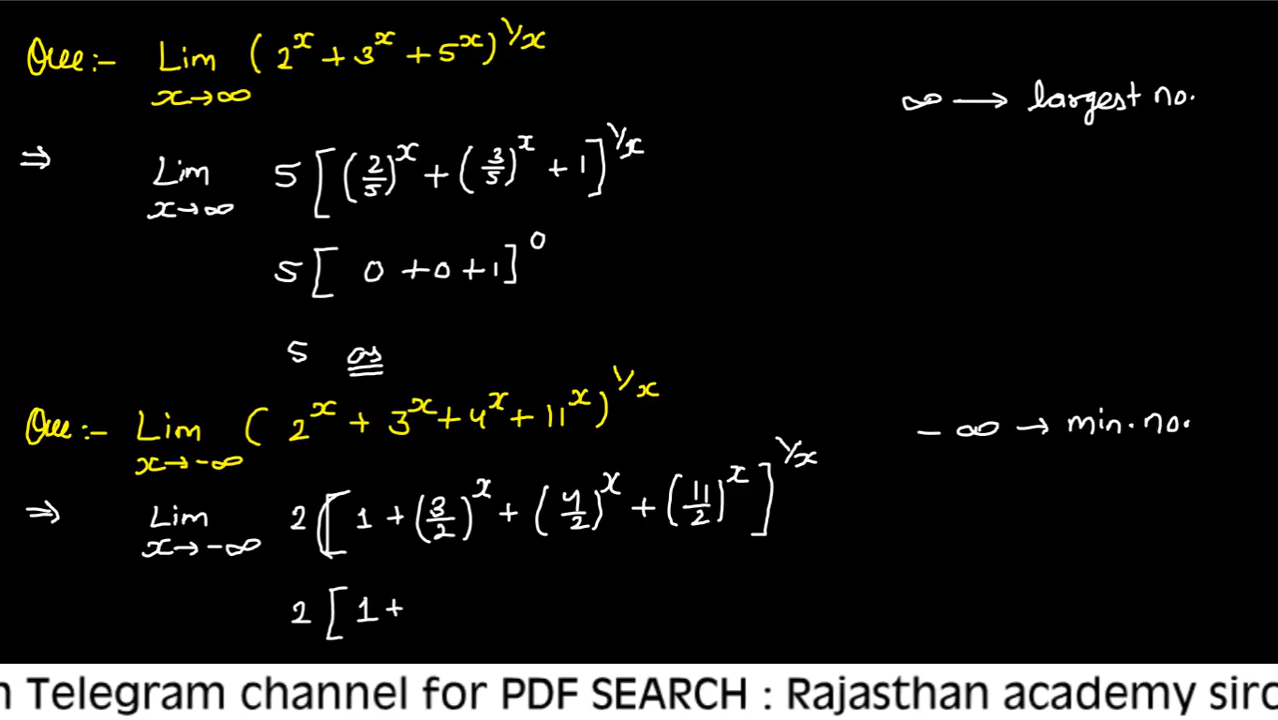 Que:- Lim x→∞ (2^x + 3^x + 5^x)^1/x
∞ → largest no.
⇒ Lim x→∞ 5[(2/5)^x + (3/5)^x + 1]^1/x
5[0 + 0 + 1]^0
5 as
Que:- Lim x→-∞ (2^x + 3^x + 4^x + 11^x)^1/x
-∞ → min. no.
⇒ Lim x→-∞ 2[1 + (3/2)^x + (4/2)^x + (11/2)^x]^1/x
2[1 +
n Telegram channel for PDF SEARCH : Rajasthan academy sirc